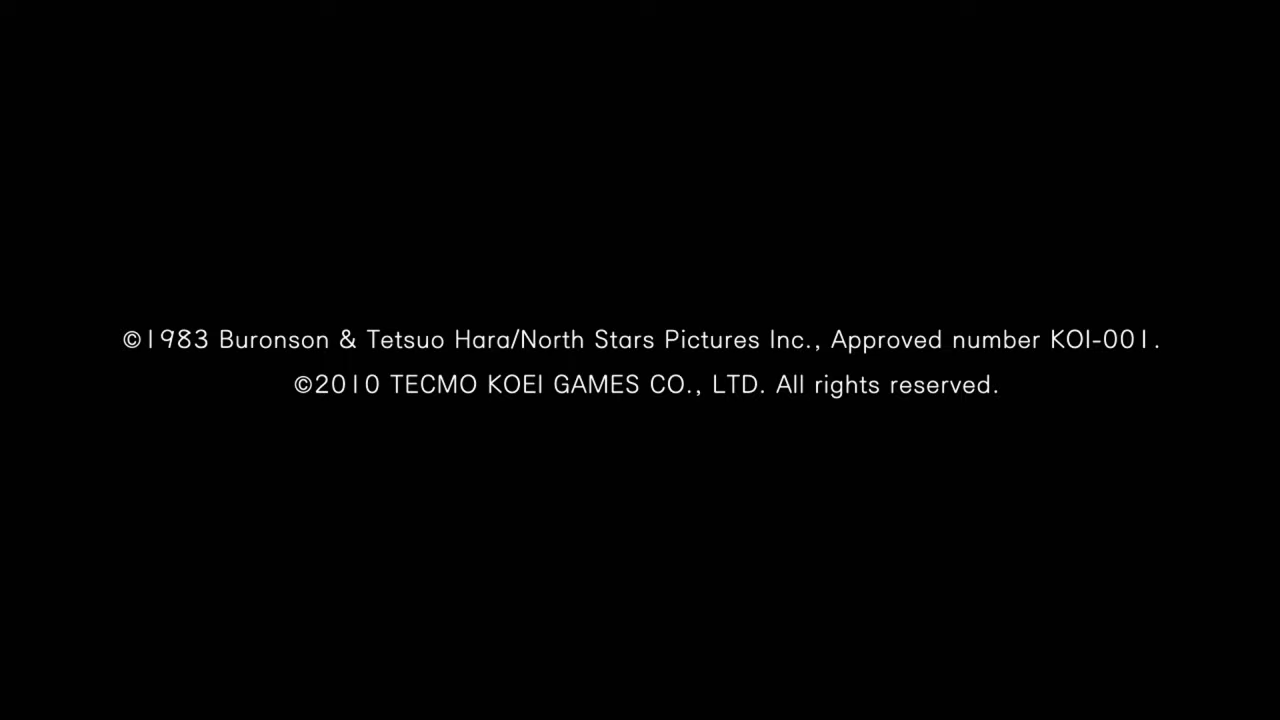 ©1983 Buronson & Tetsuo Hara/North Stars Pictures Inc., Approved number KOI-001.
©2010 TECMO KOEI GAMES CO., LTD. All rights reserved.